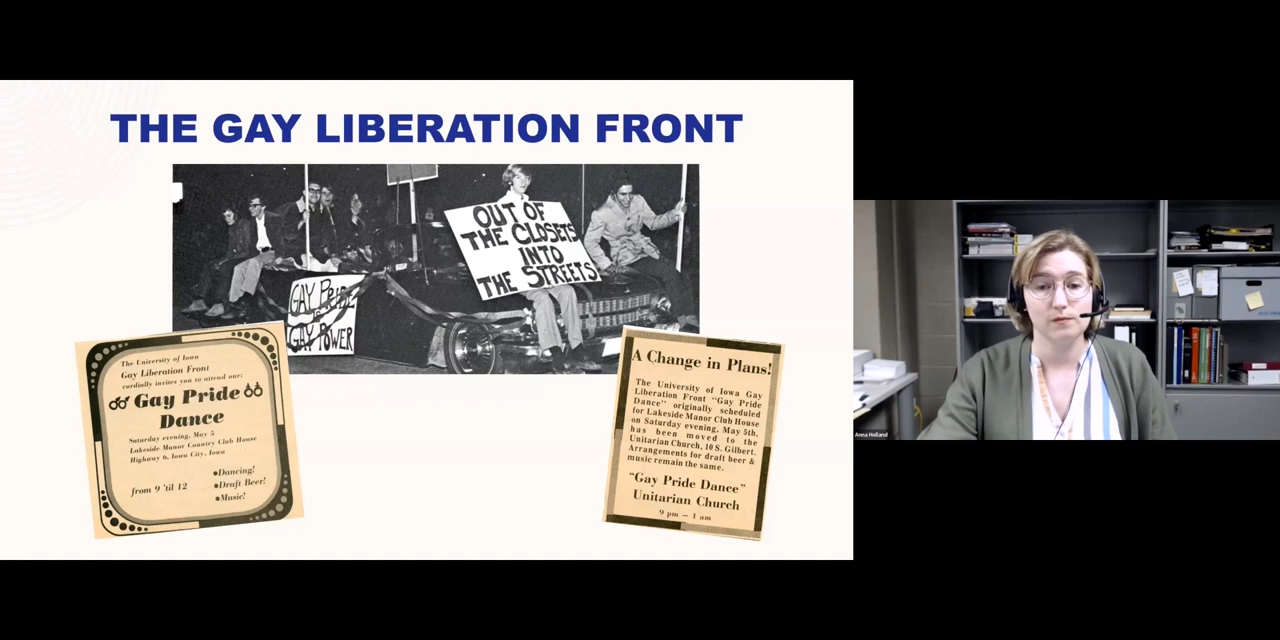 THE GAY LIBERATION FRONT
OUT OF
THE CLOSETS
INTO
THE STREETS
GAY PRIDE
IS
GAY POWER
The University of Iowa
Gay Liberation Front
cordially invites you to attend our:
Gay Pride
Dance
Saturday evening, May 5
Lakeside Manor Country Club House
Highway 6, Iowa City, Iowa
from 9 'til 12
●Dancing!
●Draft Beer!
●Music!
A Change in Plans!
The University of Iowa Gay
Liberation Front "Gay Pride
Dance" originally scheduled
for Lakeside Manor Club House
on Saturday evening, May 5th,
has been moved to the
Unitarian Church, 10 S. Gilbert.
Arrangements for draft beer &
music remain the same.
"Gay Pride Dance"
Unitarian Church
9 pm — 1 am
Anna Holland